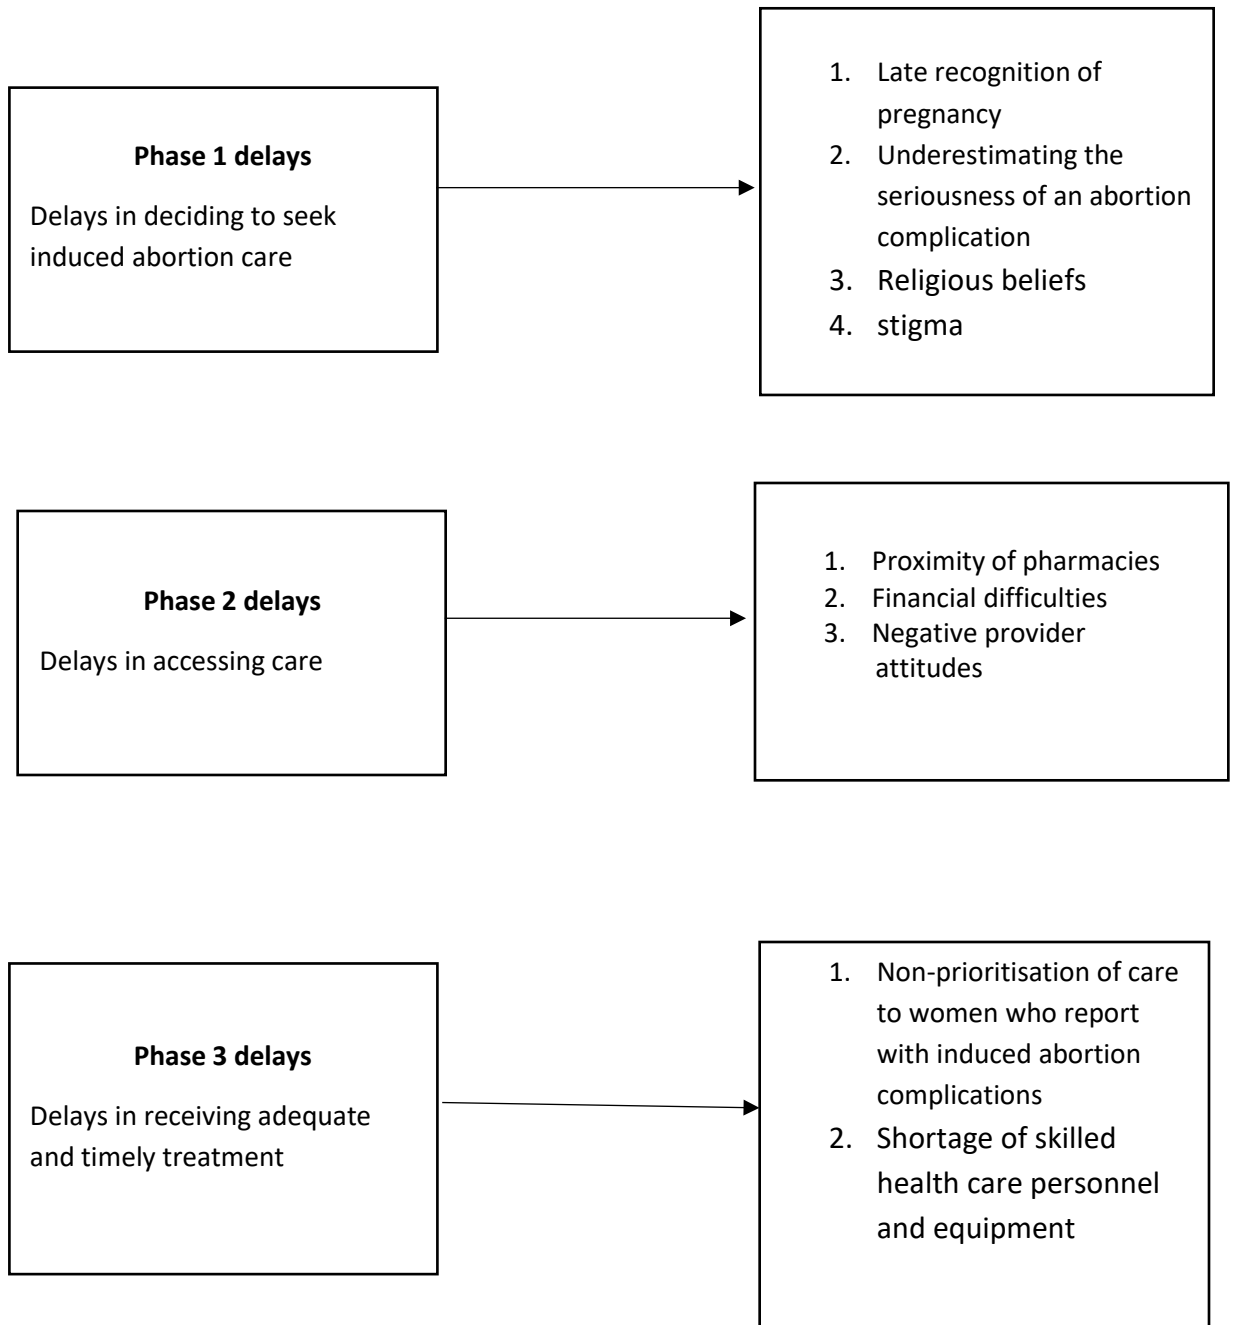 Phase 1 delays
Delays in deciding to seek
induced abortion care
1. Late recognition of
pregnancy
2. Underestimating the
seriousness of an abortion
complication
3. Religious beliefs
4. stigma
Phase 2 delays
Delays in accessing care
1. Proximity of pharmacies
2. Financial difficulties
3. Negative provider
attitudes
Phase 3 delays
Delays in receiving adequate
and timely treatment
1. Non-prioritisation of care
to women who report
with induced abortion
complications
2. Shortage of skilled
health care personnel
and equipment